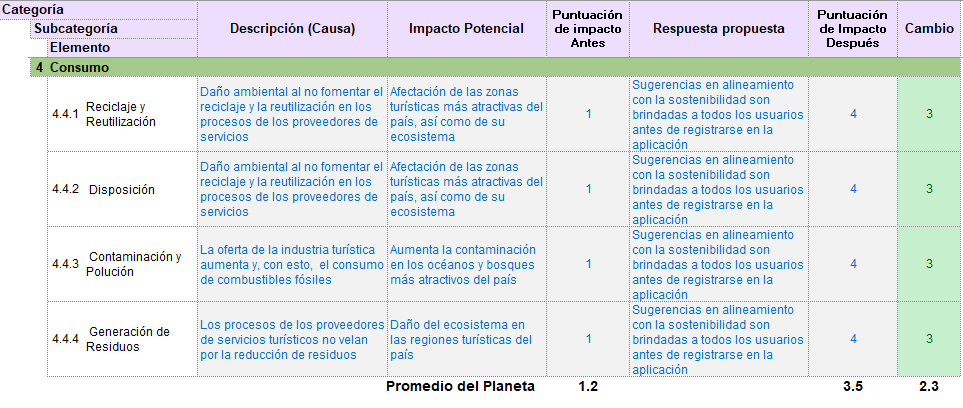 Categoría
Subcategoría
Elemento
Descripción (Causa)
Impacto Potencial
Puntuación
de impacto
Antes
Respuesta propuesta
Puntuación
de Impacto
Después
Cambio
4 Consumo
4.4.1
Reciclaje y
Reutilización
Daño ambiental al no fomentar el
reciclaje y la reutilización en los
procesos de los proveedores de
servicios
Afectación de las zonas
turísticas más atractivas del
país, así como de su
ecosistema
1
Sugerencias en alineamiento
con la sostenibilidad son
brindadas a todos los usuarios
antes de registrarse en la
aplicación
4
3
4.4.2
Disposición
Daño ambiental al no fomentar el
reciclaje y la reutilización en los
procesos de los proveedores de
servicios
Afectación de las zonas
turísticas más atractivas del
país, así como de su
ecosistema
1
Sugerencias en alineamiento
con la sostenibilidad son
brindadas a todos los usuarios
antes de registrarse en la
aplicación
4
3
4.4.3
Contaminación y
Polución
La oferta de la industria turística
aumenta y, con esto, el consumo
de combustibles fósiles
Aumenta la contaminación
en los océanos y bosques
más atractivos del país
1
Sugerencias en alineamiento
con la sostenibilidad son
brindadas a todos los usuarios
antes de registrarse en la
aplicación
4
3
4.4.4
Generación de
Residuos
Los procesos de los proveedores
de servicios turísticos no velan
por la reducción de residuos
Daño del ecosistema en
las regiones turísticas del
país
1
Sugerencias en alineamiento
con la sostenibilidad son
brindadas a todos los usuarios
antes de registrarse en la
aplicación
4
3
Promedio del Planeta
1.2
3.5
2.3